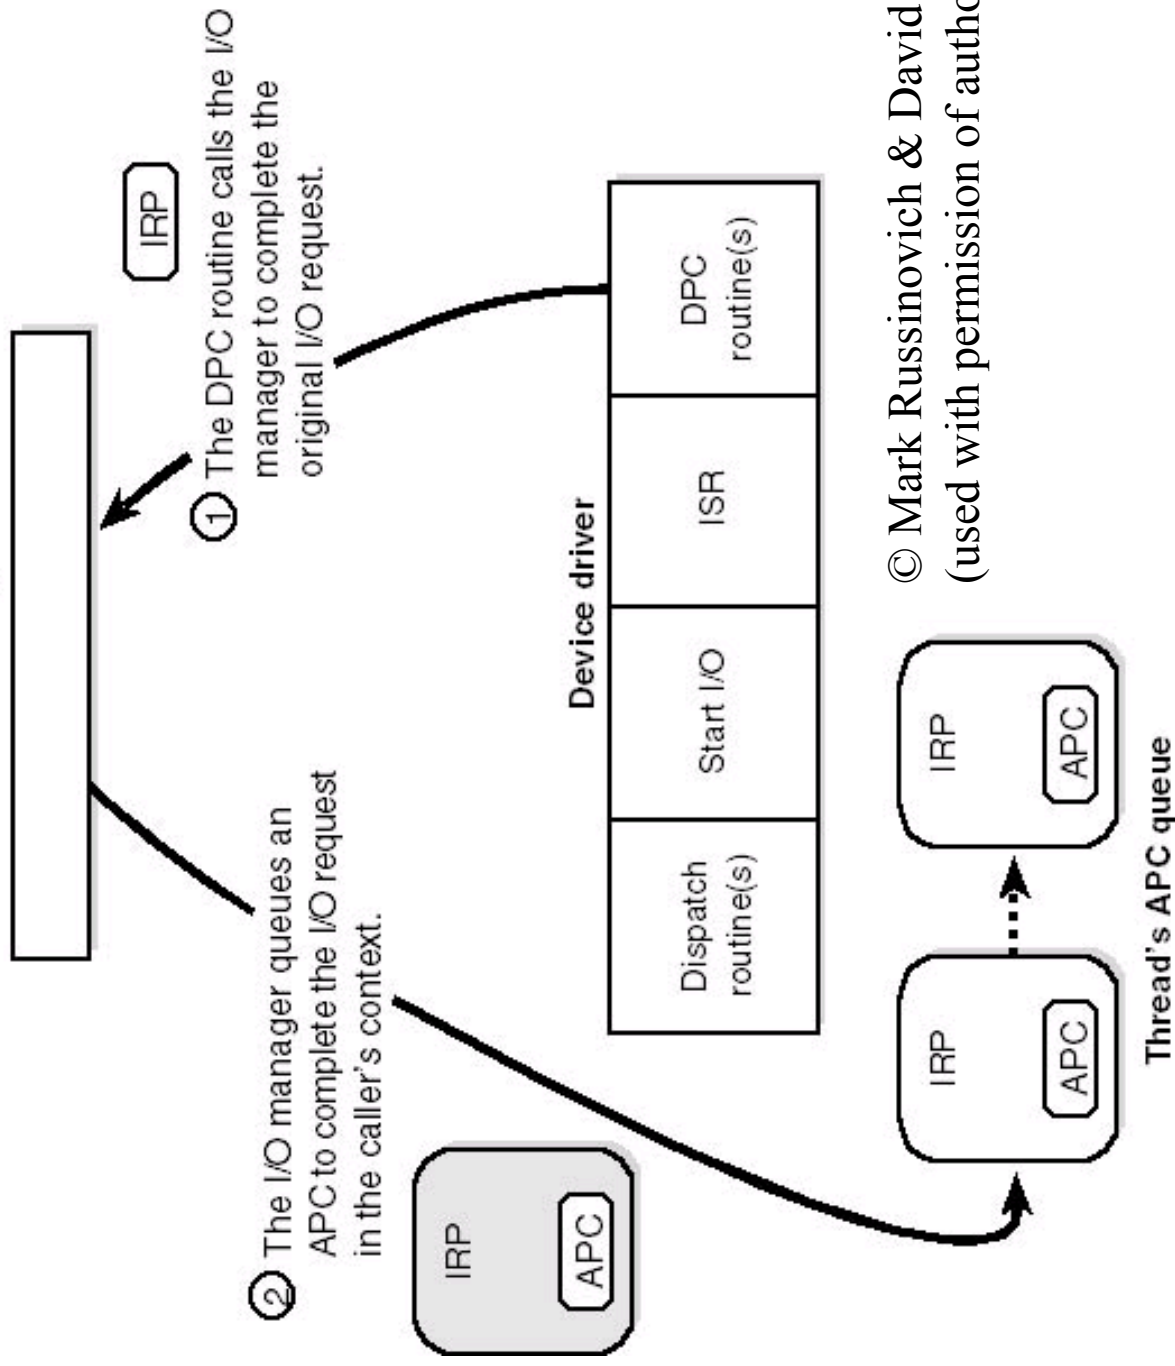 IRP
1 The DPC routine calls the I/O
manager to complete the
original I/O request.
2 The I/O manager queues an
APC to complete the I/O request
in the caller's context.
IRP
APC
Device driver
Dispatch
routine(s)
Start I/O
ISR
DPC
routine(s)
IRP
APC
IRP
APC
Thread's APC queue
© Mark Russinovich & David
(used with permission of autho